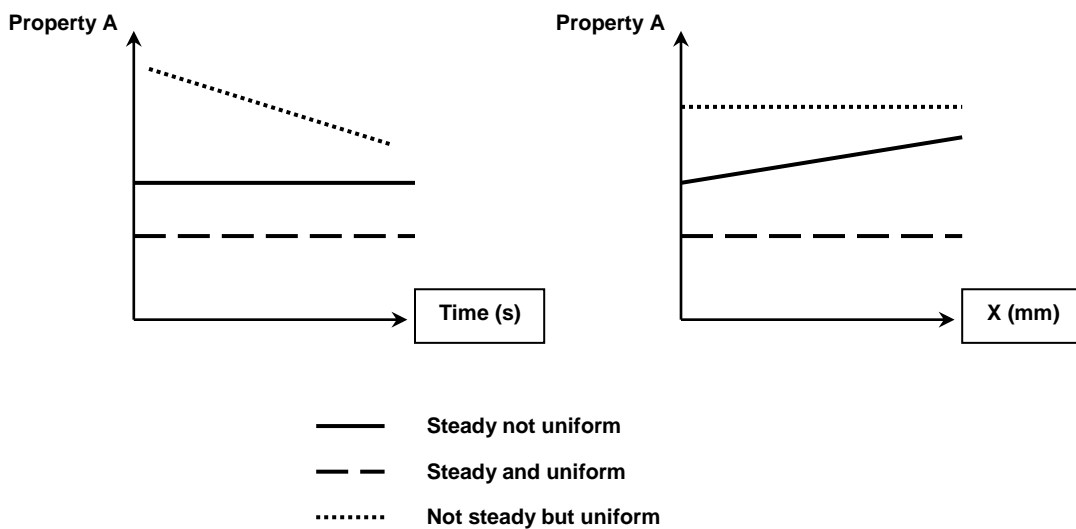 Property A
Property A
Time (s)
X (mm)
Steady not uniform
Steady and uniform
Not steady but uniform